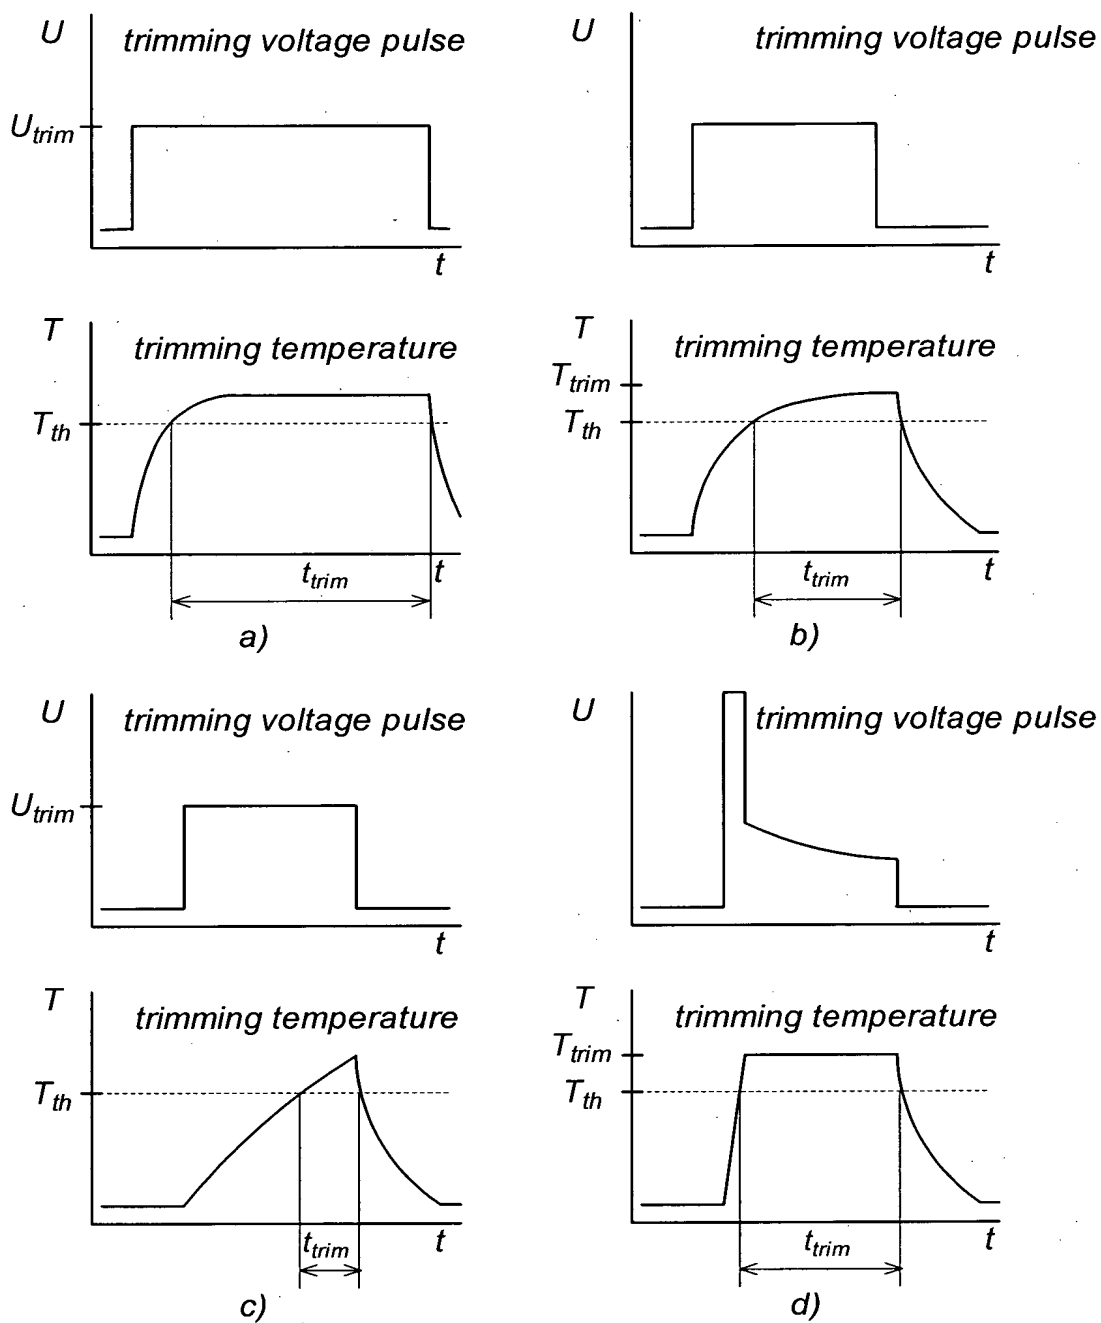 U trimming voltage pulse
U_trim
t
T trimming temperature
T_th
t_trim t
a)
U trimming voltage pulse
t
T trimming temperature
T_trim
T_th
t_trim t
b)
U trimming voltage pulse
U_trim
t
T trimming temperature
T_th
t_trim t
c)
U trimming voltage pulse
t
T trimming temperature
T_trim
T_th
t_trim t
d)